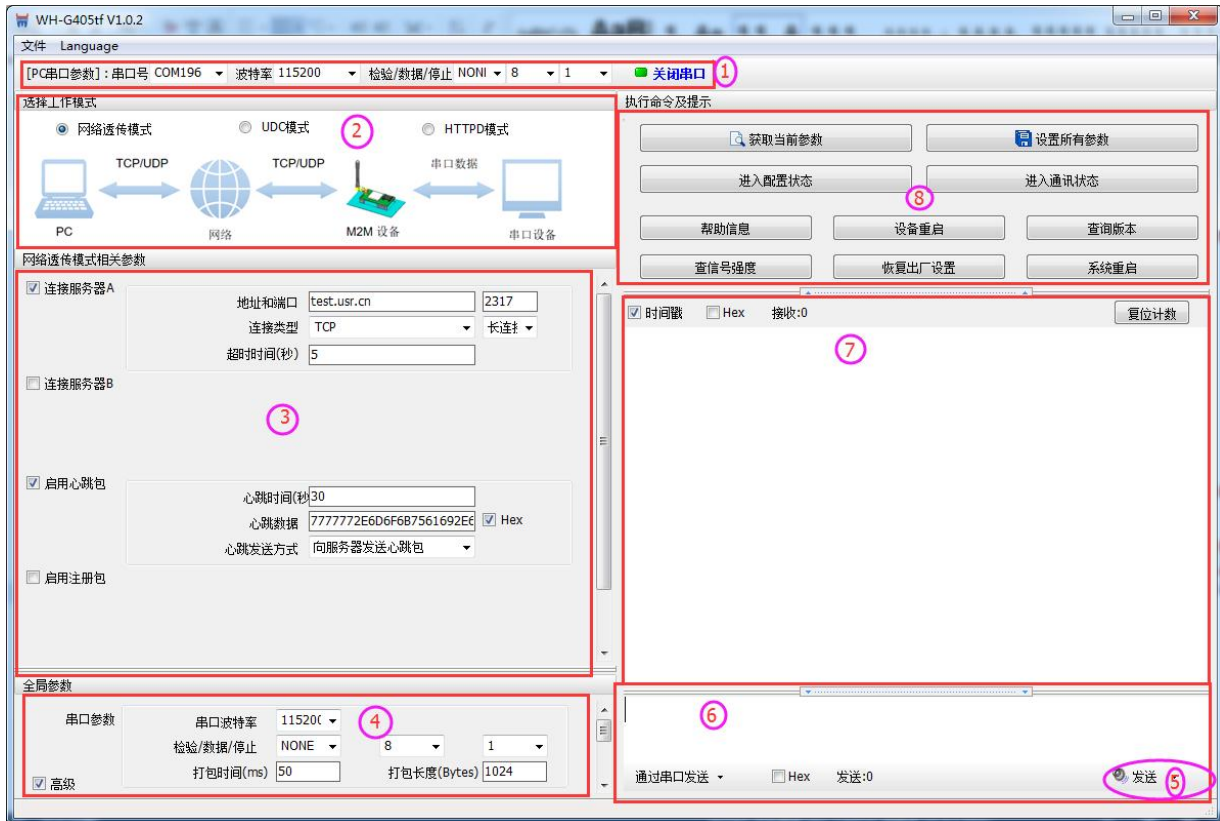 WH-G405tf V1.0.2
文件 Language
[PC串口参数]:串口号 COM196 波特率 115200 检验/数据/停止 NONI 8 1 关闭串口 1
选择工作模式
网络透传模式 UDC模式 2 HTTPD模式
TCP/UDP TCP/UDP 串口数据
PC 网络 M2M 设备 串口设备
网络透传模式相关参数
连接服务器A
地址和端口 test.usr.cn 2317
连接类型 TCP 长连接
超时时间(秒) 5
连接服务器B
3
启用心跳包
心跳时间(秒 30
心跳数据 7777772E6D6F6B7561692E6 Hex
心跳发送方式 向服务器发送心跳包
启用注册包
全局参数
串口参数 串口波特率 11520( 4
检验/数据/停止 NONE 8 1
高级 打包时间(ms) 50 打包长度(Bytes) 1024
执行命令及提示
获取当前参数 设置所有参数
进入配置状态 进入通讯状态
8
帮助信息 设备重启 查询版本
查信号强度 恢复出厂设置 系统重启
时间戳 Hex 接收:0 复位计数
7
6
通过串口发送 Hex 发送:0 发送 5